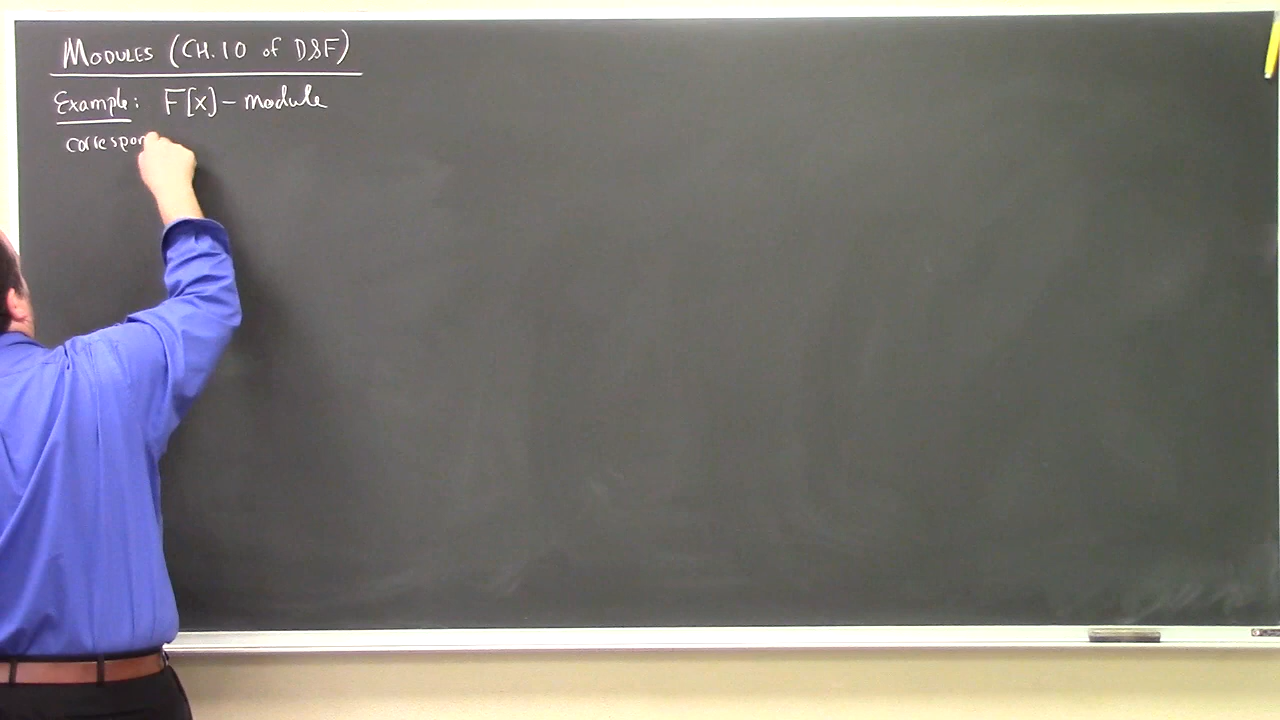 MODULES (CH. 10 of D&F)
Example: F[x] - module
correspon